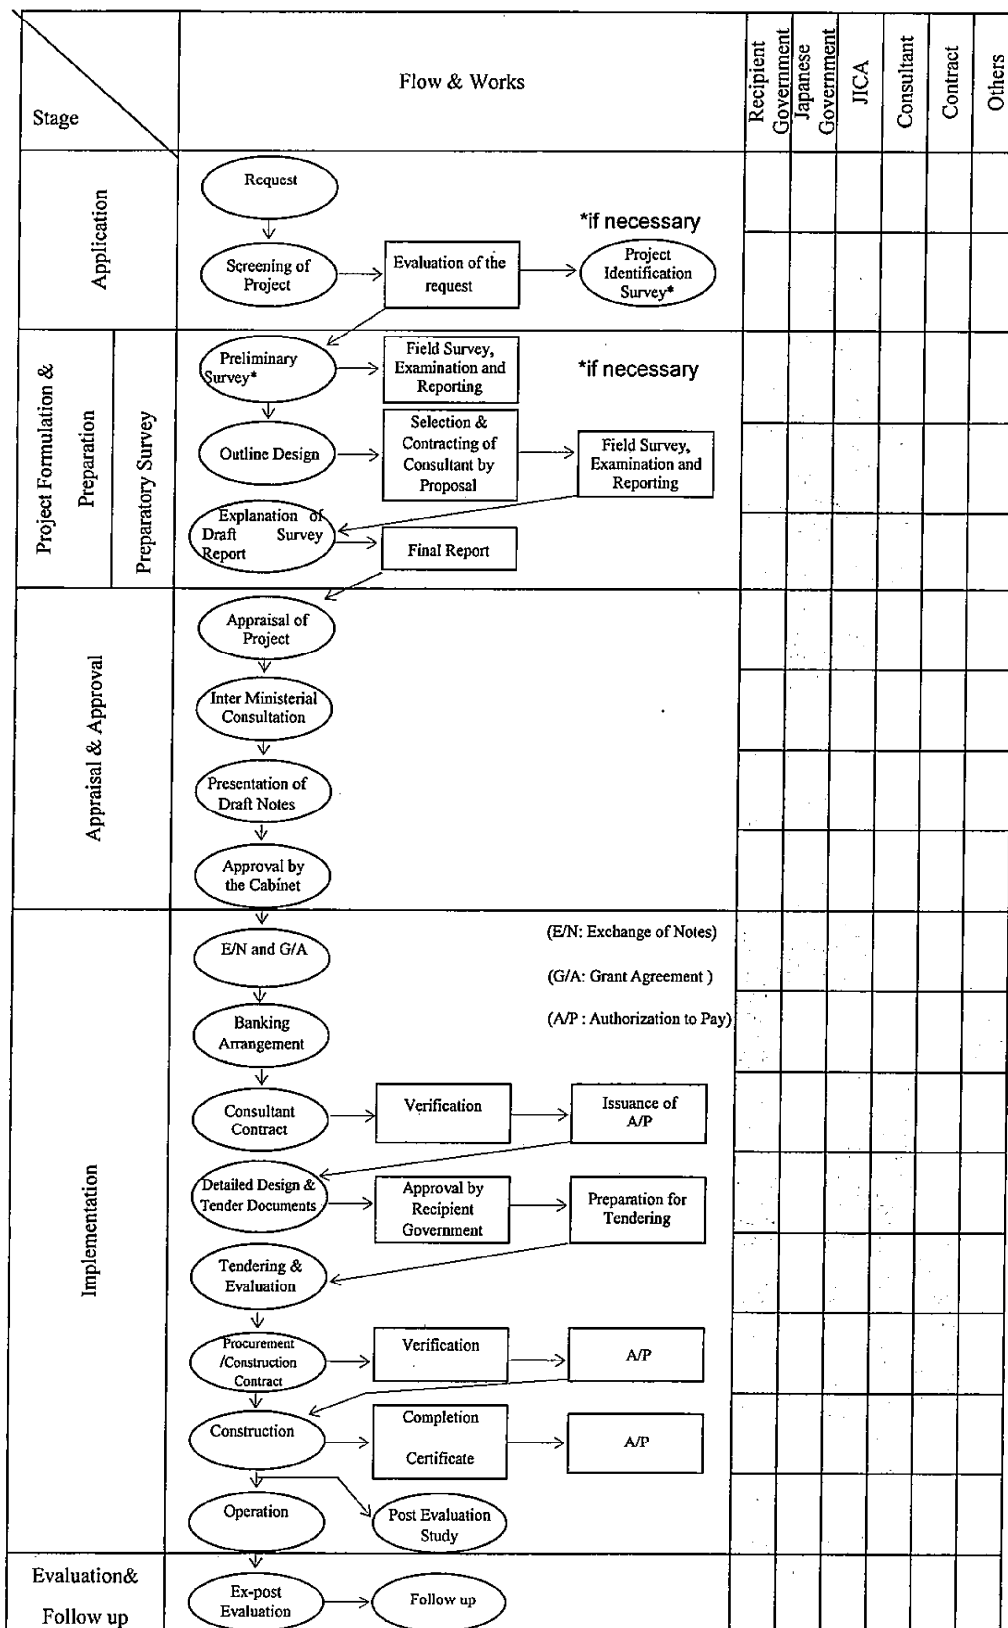 Stage
Flow & Works
Recipient
Government
Japanese
Government
JICA
Consultant
Contract
Others
Application
Request
*if necessary
Screening of
Project
Evaluation of the
request
Project
Identification
Survey*
Project Formulation &
Preparation
Preparatory Survey
Preliminary
Survey*
Field Survey,
Examination and
Reporting
*if necessary
Outline Design
Selection &
Contracting of
Consultant by
Proposal
Field Survey,
Examination and
Reporting
Explanation of
Draft Survey
Report
Final Report
Appraisal & Approval
Appraisal of
Project
Inter Ministerial
Consultation
Presentation of
Draft Notes
Approval by
the Cabinet
Implementation
E/N and G/A
(E/N: Exchange of Notes)
(G/A: Grant Agreement )
(A/P : Authorization to Pay)
Banking
Arrangement
Consultant
Contract
Verification
Issuance of
A/P
Detailed Design &
Tender Documents
Approval by
Recipient
Government
Preparation for
Tendering
Tendering &
Evaluation
Procurement
/Construction
Contract
Verification
A/P
Construction
Completion
Certificate
A/P
Operation
Post Evaluation
Study
Evaluation&
Follow up
Ex-post
Evaluation
Follow up